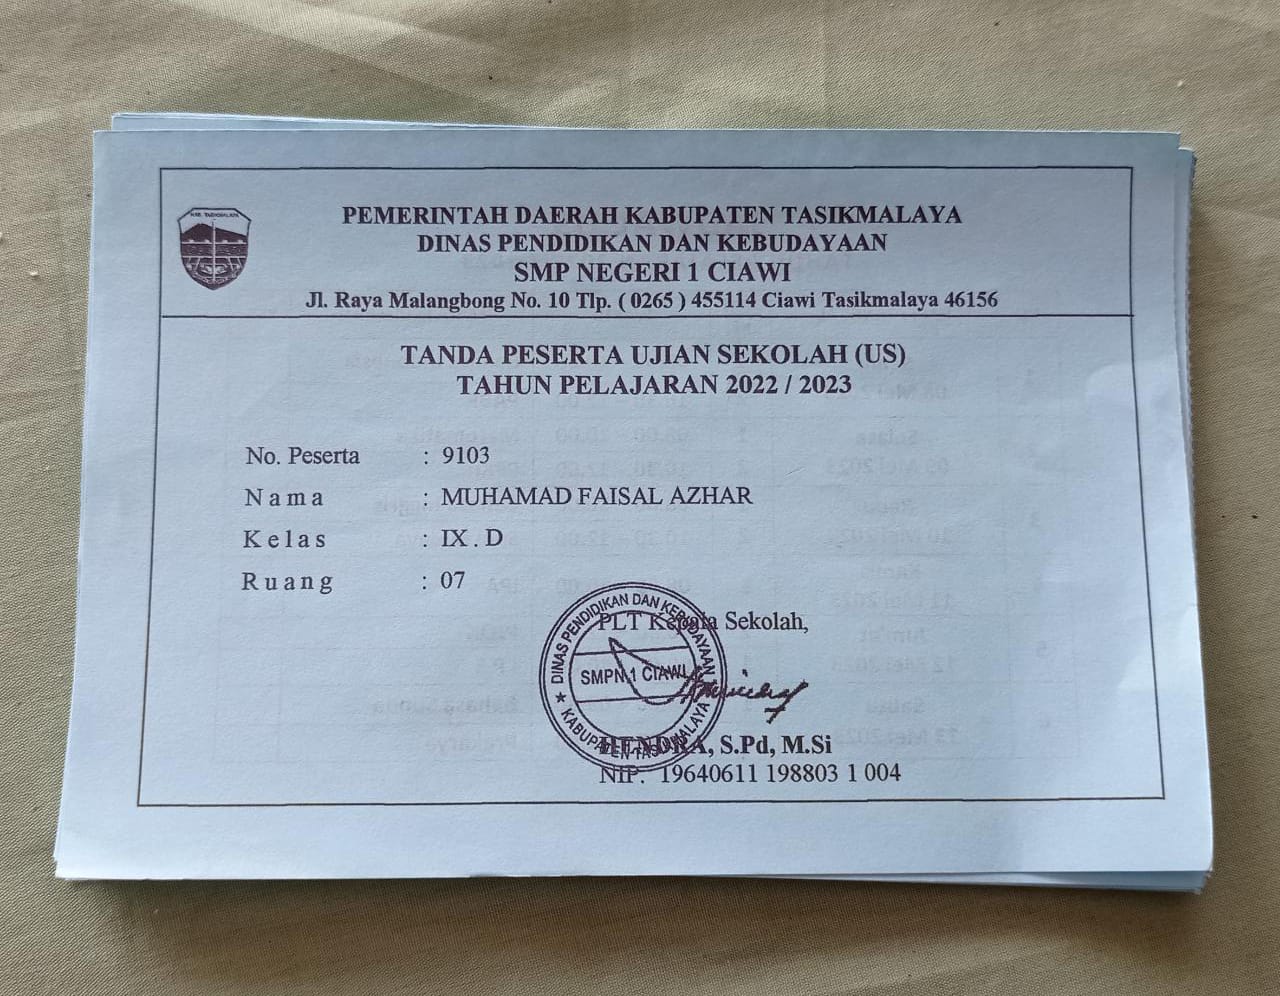 KAB. TASIKMALAYA
PEMERINTAH DAERAH KABUPATEN TASIKMALAYA
DINAS PENDIDIKAN DAN KEBUDAYAAN
SMP NEGERI 1 CIAWI
Jl. Raya Malangbong No. 10 Tlp. ( 0265 ) 455114 Ciawi Tasikmalaya 46156
TANDA PESERTA UJIAN SEKOLAH (US)
TAHUN PELAJARAN 2022 / 2023
No. Peserta : 9103
Nama : MUHAMAD FAISAL AZHAR
Kelas : IX . D
Ruang : 07
PLT Kepala Sekolah,
DINAS PENDIDIKAN DAN KEBUDAYAAN
SMPN 1 CIAWI
KABUPATEN TASIKMALAYA
HENDRA, S.Pd, M.Si
NIP. 19640611 198803 1 004